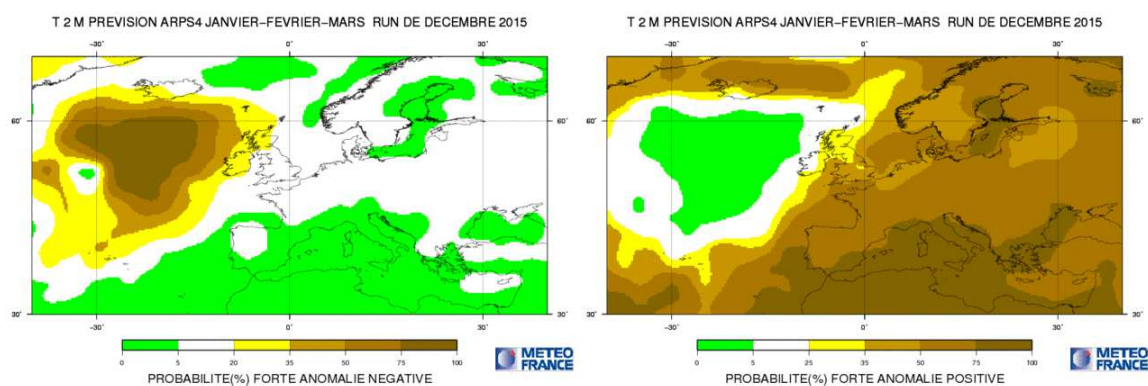 T 2 M PREVISION ARPS4 JANVIER-FEVRIER-MARS RUN DE DECEMBRE 2015
-30° 0° 30°
60° 60°
30° 30°
-30° 0° 30°
0 5 20 35 50 75 100
PROBABILITE(%) FORTE ANOMALIE NEGATIVE
METEO
FRANCE
T 2 M PREVISION ARPS4 JANVIER-FEVRIER-MARS RUN DE DECEMBRE 2015
-30° 0° 30°
60° 60°
30° 30°
-30° 0° 30°
0 5 25 35 50 75 100
PROBABILITE(%) FORTE ANOMALIE POSITIVE
METEO
FRANCE